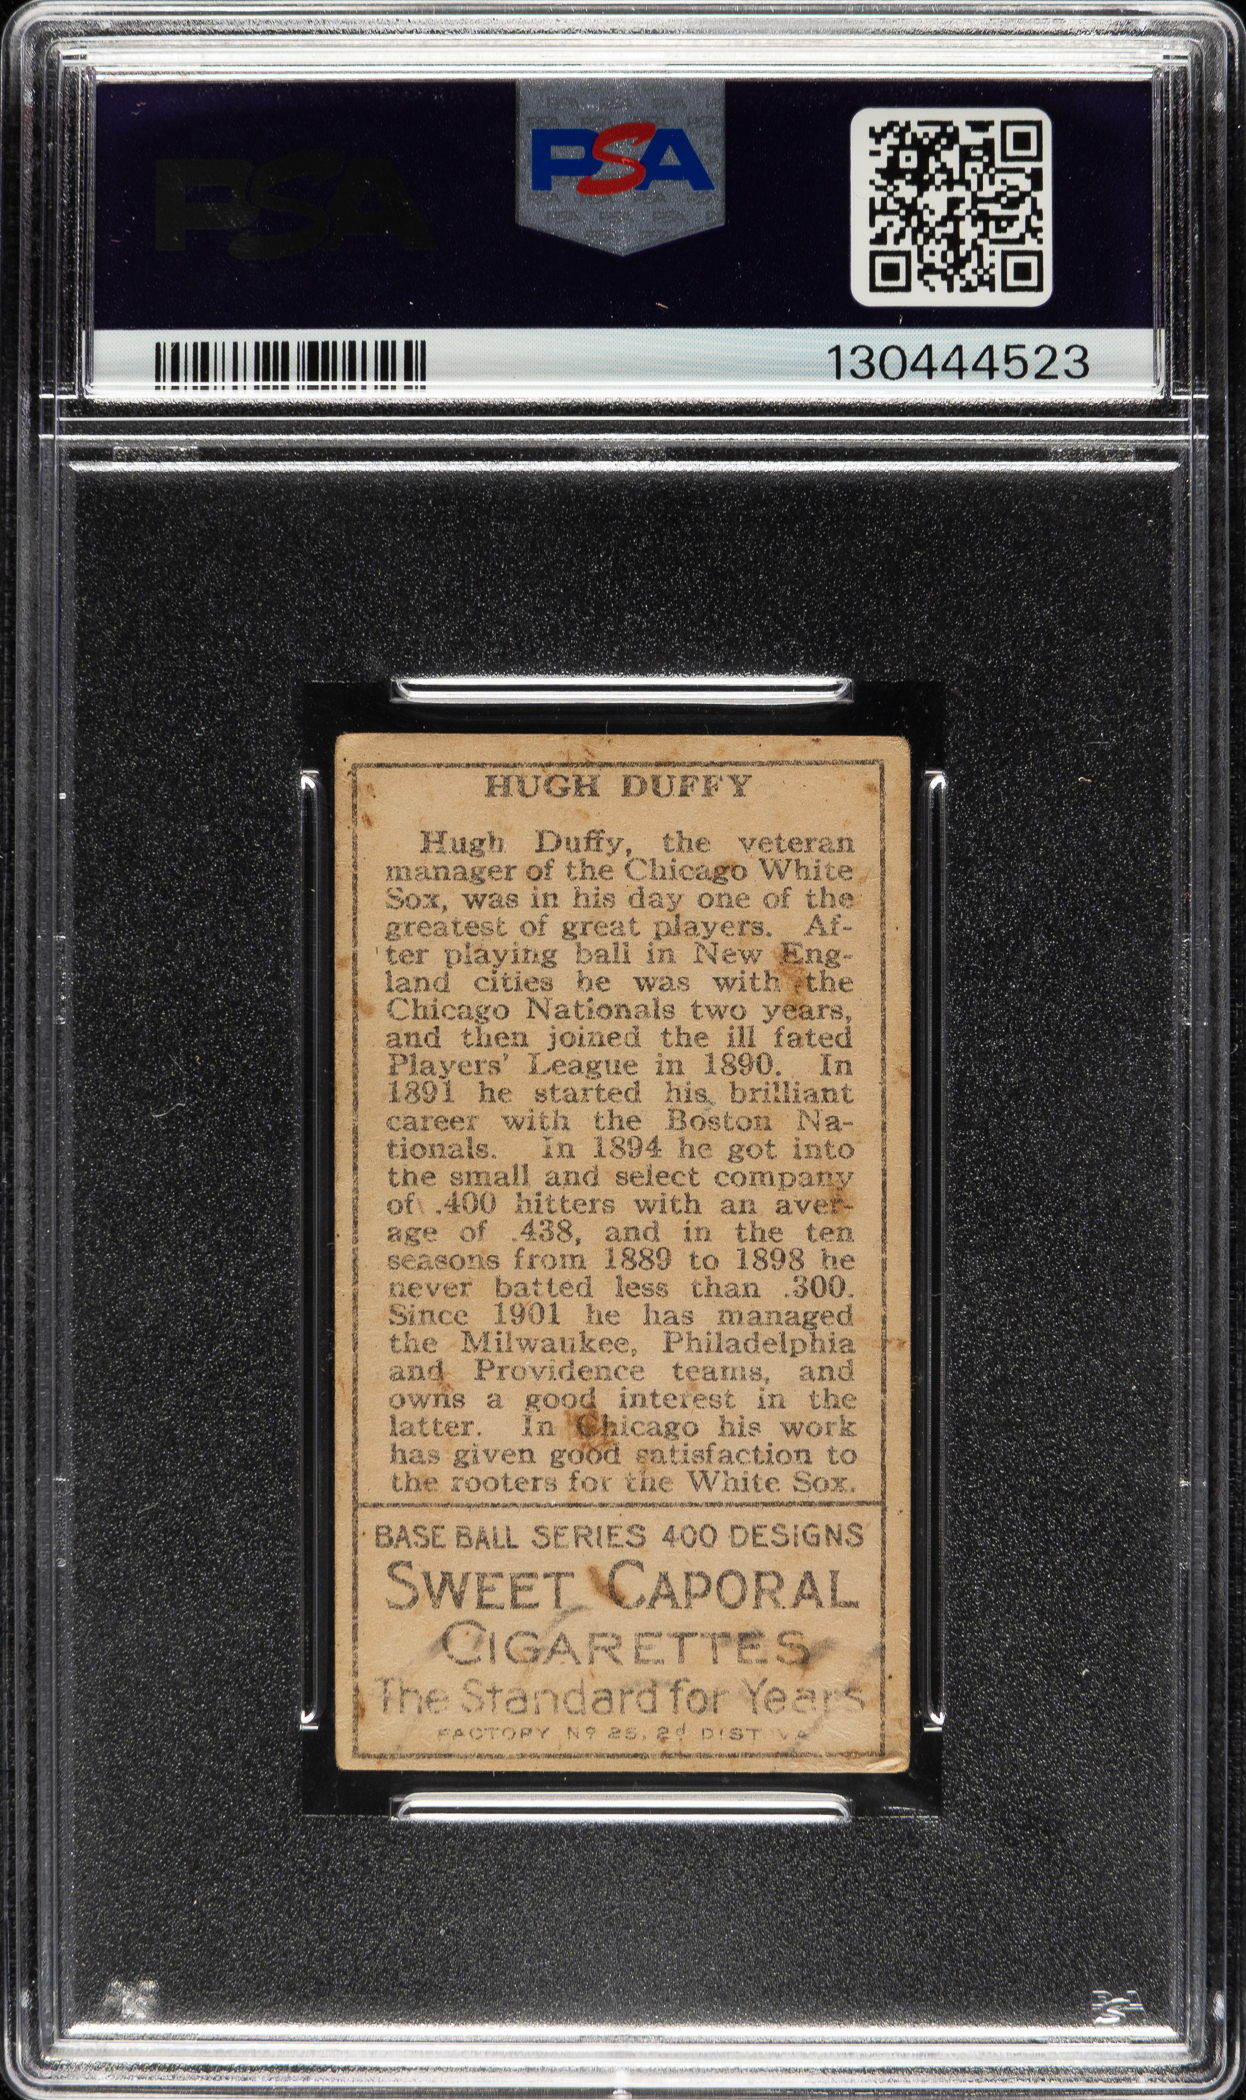 PSA
PSA
130444523
HUGH DUFFY
Hugh Duffy, the veteran
manager of the Chicago White
Sox, was in his day one of the
greatest of great players. Af-
ter playing ball in New Eng-
land cities he was with the
Chicago Nationals two years,
and then joined the ill fated
Players' League in 1890. In
1891 he started his brilliant
career with the Boston Na-
tionals. In 1894 he got into
the small and select company
of .400 hitters with an aver-
age of .438, and in the ten
seasons from 1889 to 1898 he
never batted less than .300.
Since 1901 he has managed
the Milwaukee, Philadelphia
and Providence teams, and
owns a good interest in the
latter. In Chicago his work
has given good satisfaction to
the rooters for the White Sox.
BASE BALL SERIES 400 DESIGNS
SWEET CAPORAL
CIGARETTES
The Standard for Years
FACTORY Nº 25, 2d DIST VA